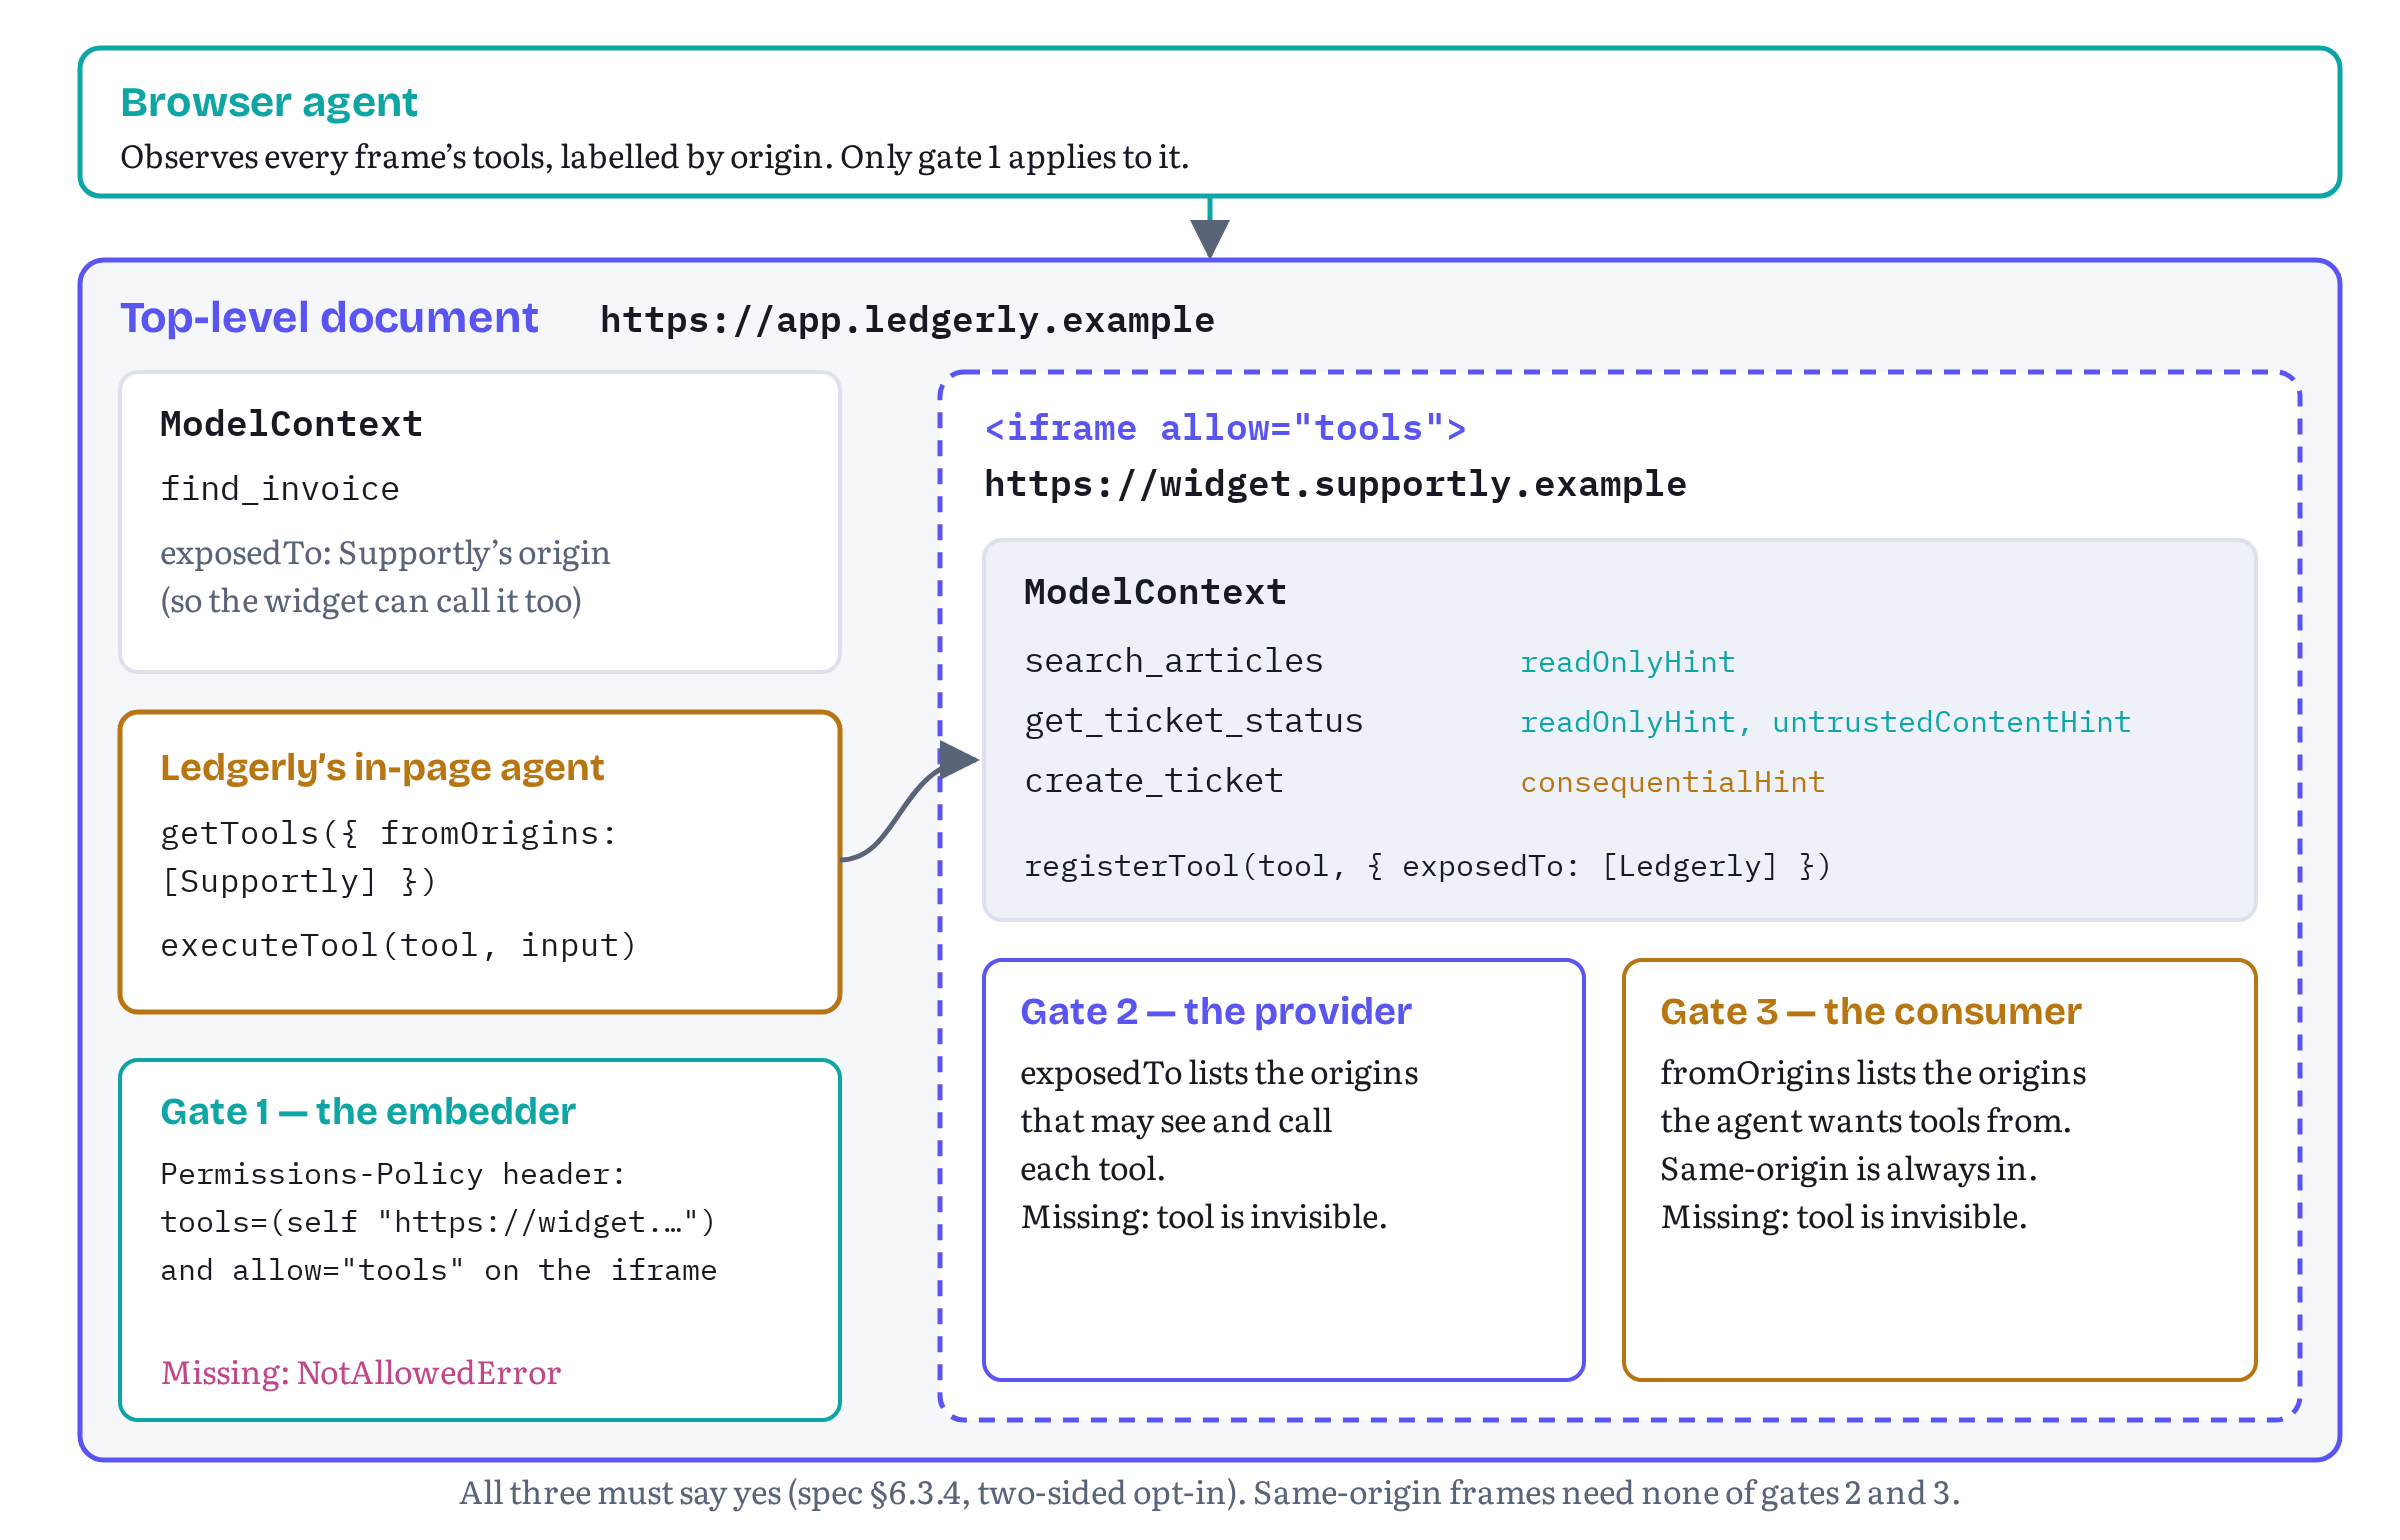 Browser agent
Observes every frame’s tools, labelled by origin. Only gate 1 applies to it.
Top-level document https://app.ledgerly.example
ModelContext
find_invoice
exposedTo: Supportly’s origin
(so the widget can call it too)
Ledgerly’s in-page agent
getTools({ fromOrigins:
[Supportly] })
executeTool(tool, input)
Gate 1 — the embedder
Permissions-Policy header:
tools=(self "https://widget.…")
and allow="tools" on the iframe
Missing: NotAllowedError
<iframe allow="tools">
https://widget.supportly.example
ModelContext
search_articles readOnlyHint
get_ticket_status readOnlyHint, untrustedContentHint
create_ticket consequentialHint
registerTool(tool, { exposedTo: [Ledgerly] })
Gate 2 — the provider
exposedTo lists the origins
that may see and call
each tool.
Missing: tool is invisible.
Gate 3 — the consumer
fromOrigins lists the origins
the agent wants tools from.
Same-origin is always in.
Missing: tool is invisible.
All three must say yes (spec §6.3.4, two-sided opt-in). Same-origin frames need none of gates 2 and 3.